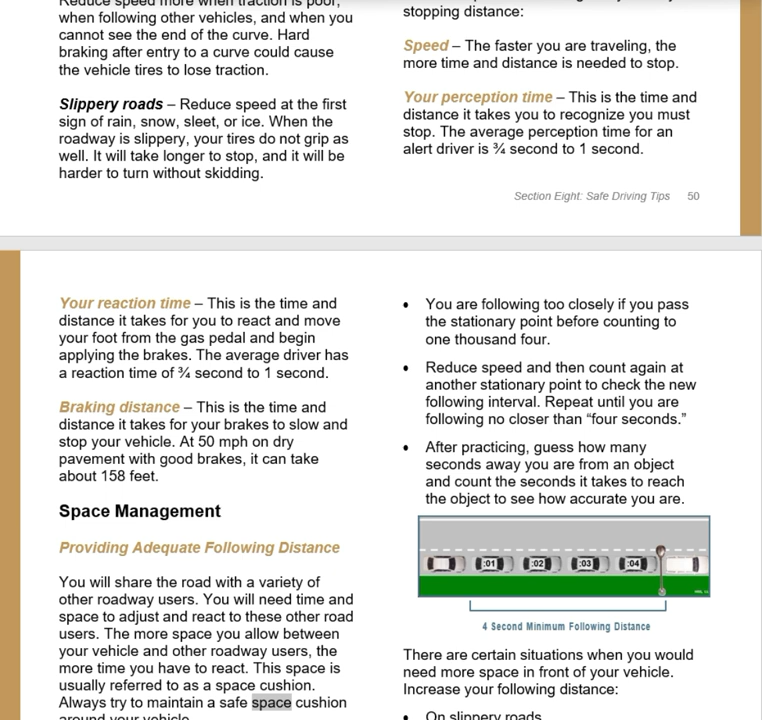 Reduce speed more when traction is poor,
when following other vehicles, and when you
cannot see the end of the curve. Hard
braking after entry to a curve could cause
the vehicle tires to lose traction.
Slippery roads – Reduce speed at the first
sign of rain, snow, sleet, or ice. When the
roadway is slippery, your tires do not grip as
well. It will take longer to stop, and it will be
harder to turn without skidding.
stopping distance:
Speed – The faster you are traveling, the
more time and distance is needed to stop.
Your perception time – This is the time and
distance it takes you to recognize you must
stop. The average perception time for an
alert driver is ¾ second to 1 second.
Section Eight: Safe Driving Tips 50
Your reaction time – This is the time and
distance it takes for you to react and move
your foot from the gas pedal and begin
applying the brakes. The average driver has
a reaction time of ¾ second to 1 second.
Braking distance – This is the time and
distance it takes for your brakes to slow and
stop your vehicle. At 50 mph on dry
pavement with good brakes, it can take
about 158 feet.
Space Management
Providing Adequate Following Distance
You will share the road with a variety of
other roadway users. You will need time and
space to adjust and react to these other road
users. The more space you allow between
your vehicle and other roadway users, the
more time you have to react. This space is
usually referred to as a space cushion.
Always try to maintain a safe space cushion
around your vehicle.
• You are following too closely if you pass
the stationary point before counting to
one thousand four.
• Reduce speed and then count again at
another stationary point to check the new
following interval. Repeat until you are
following no closer than “four seconds.”
• After practicing, guess how many
seconds away you are from an object
and count the seconds it takes to reach
the object to see how accurate you are.
:01 :02 :03 :04
4 Second Minimum Following Distance
There are certain situations when you would
need more space in front of your vehicle.
Increase your following distance:
• On slippery roads